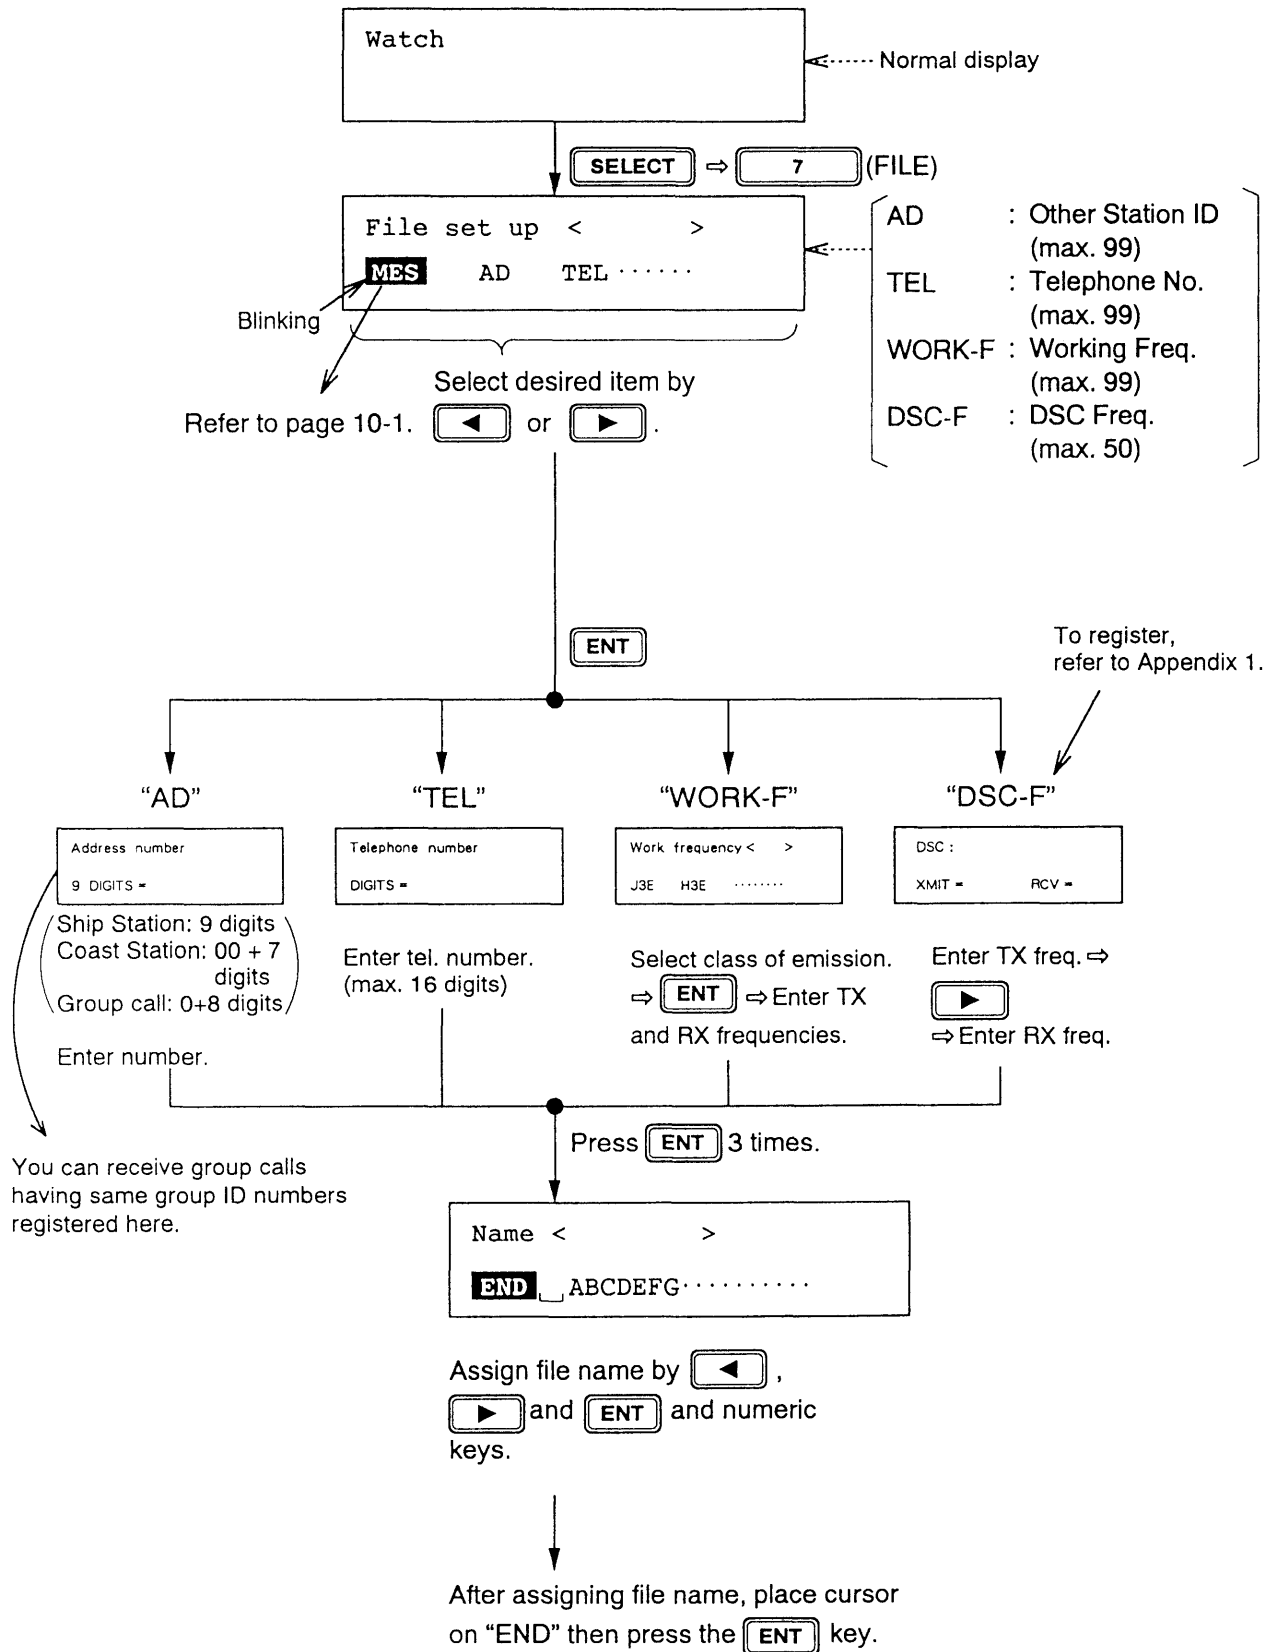 Watch
Normal display
SELECT ⇨ 7 (FILE)
File set up < >
MES AD TEL ······
Blinking
AD : Other Station ID
(max. 99)
TEL : Telephone No.
(max. 99)
WORK-F : Working Freq.
(max. 99)
DSC-F : DSC Freq.
(max. 50)
Select desired item by
Refer to page 10-1. ◄ or ► .
ENT
To register,
refer to Appendix 1.
“AD”
Address number
9 DIGITS =
Ship Station: 9 digits
Coast Station: 00 + 7
digits
Group call: 0+8 digits
Enter number.
You can receive group calls
having same group ID numbers
registered here.
“TEL”
Telephone number
DIGITS =
Enter tel. number.
(max. 16 digits)
“WORK-F”
Work frequency < >
J3E H3E ········
Select class of emission.
⇨ ENT ⇨ Enter TX
and RX frequencies.
“DSC-F”
DSC :
XMIT = RCV =
Enter TX freq. ⇨
►
⇨ Enter RX freq.
Press ENT 3 times.
Name < >
END ␣ ABCDEFG··········
Assign file name by ◄ ,
► and ENT and numeric
keys.
After assigning file name, place cursor
on “END” then press the ENT key.